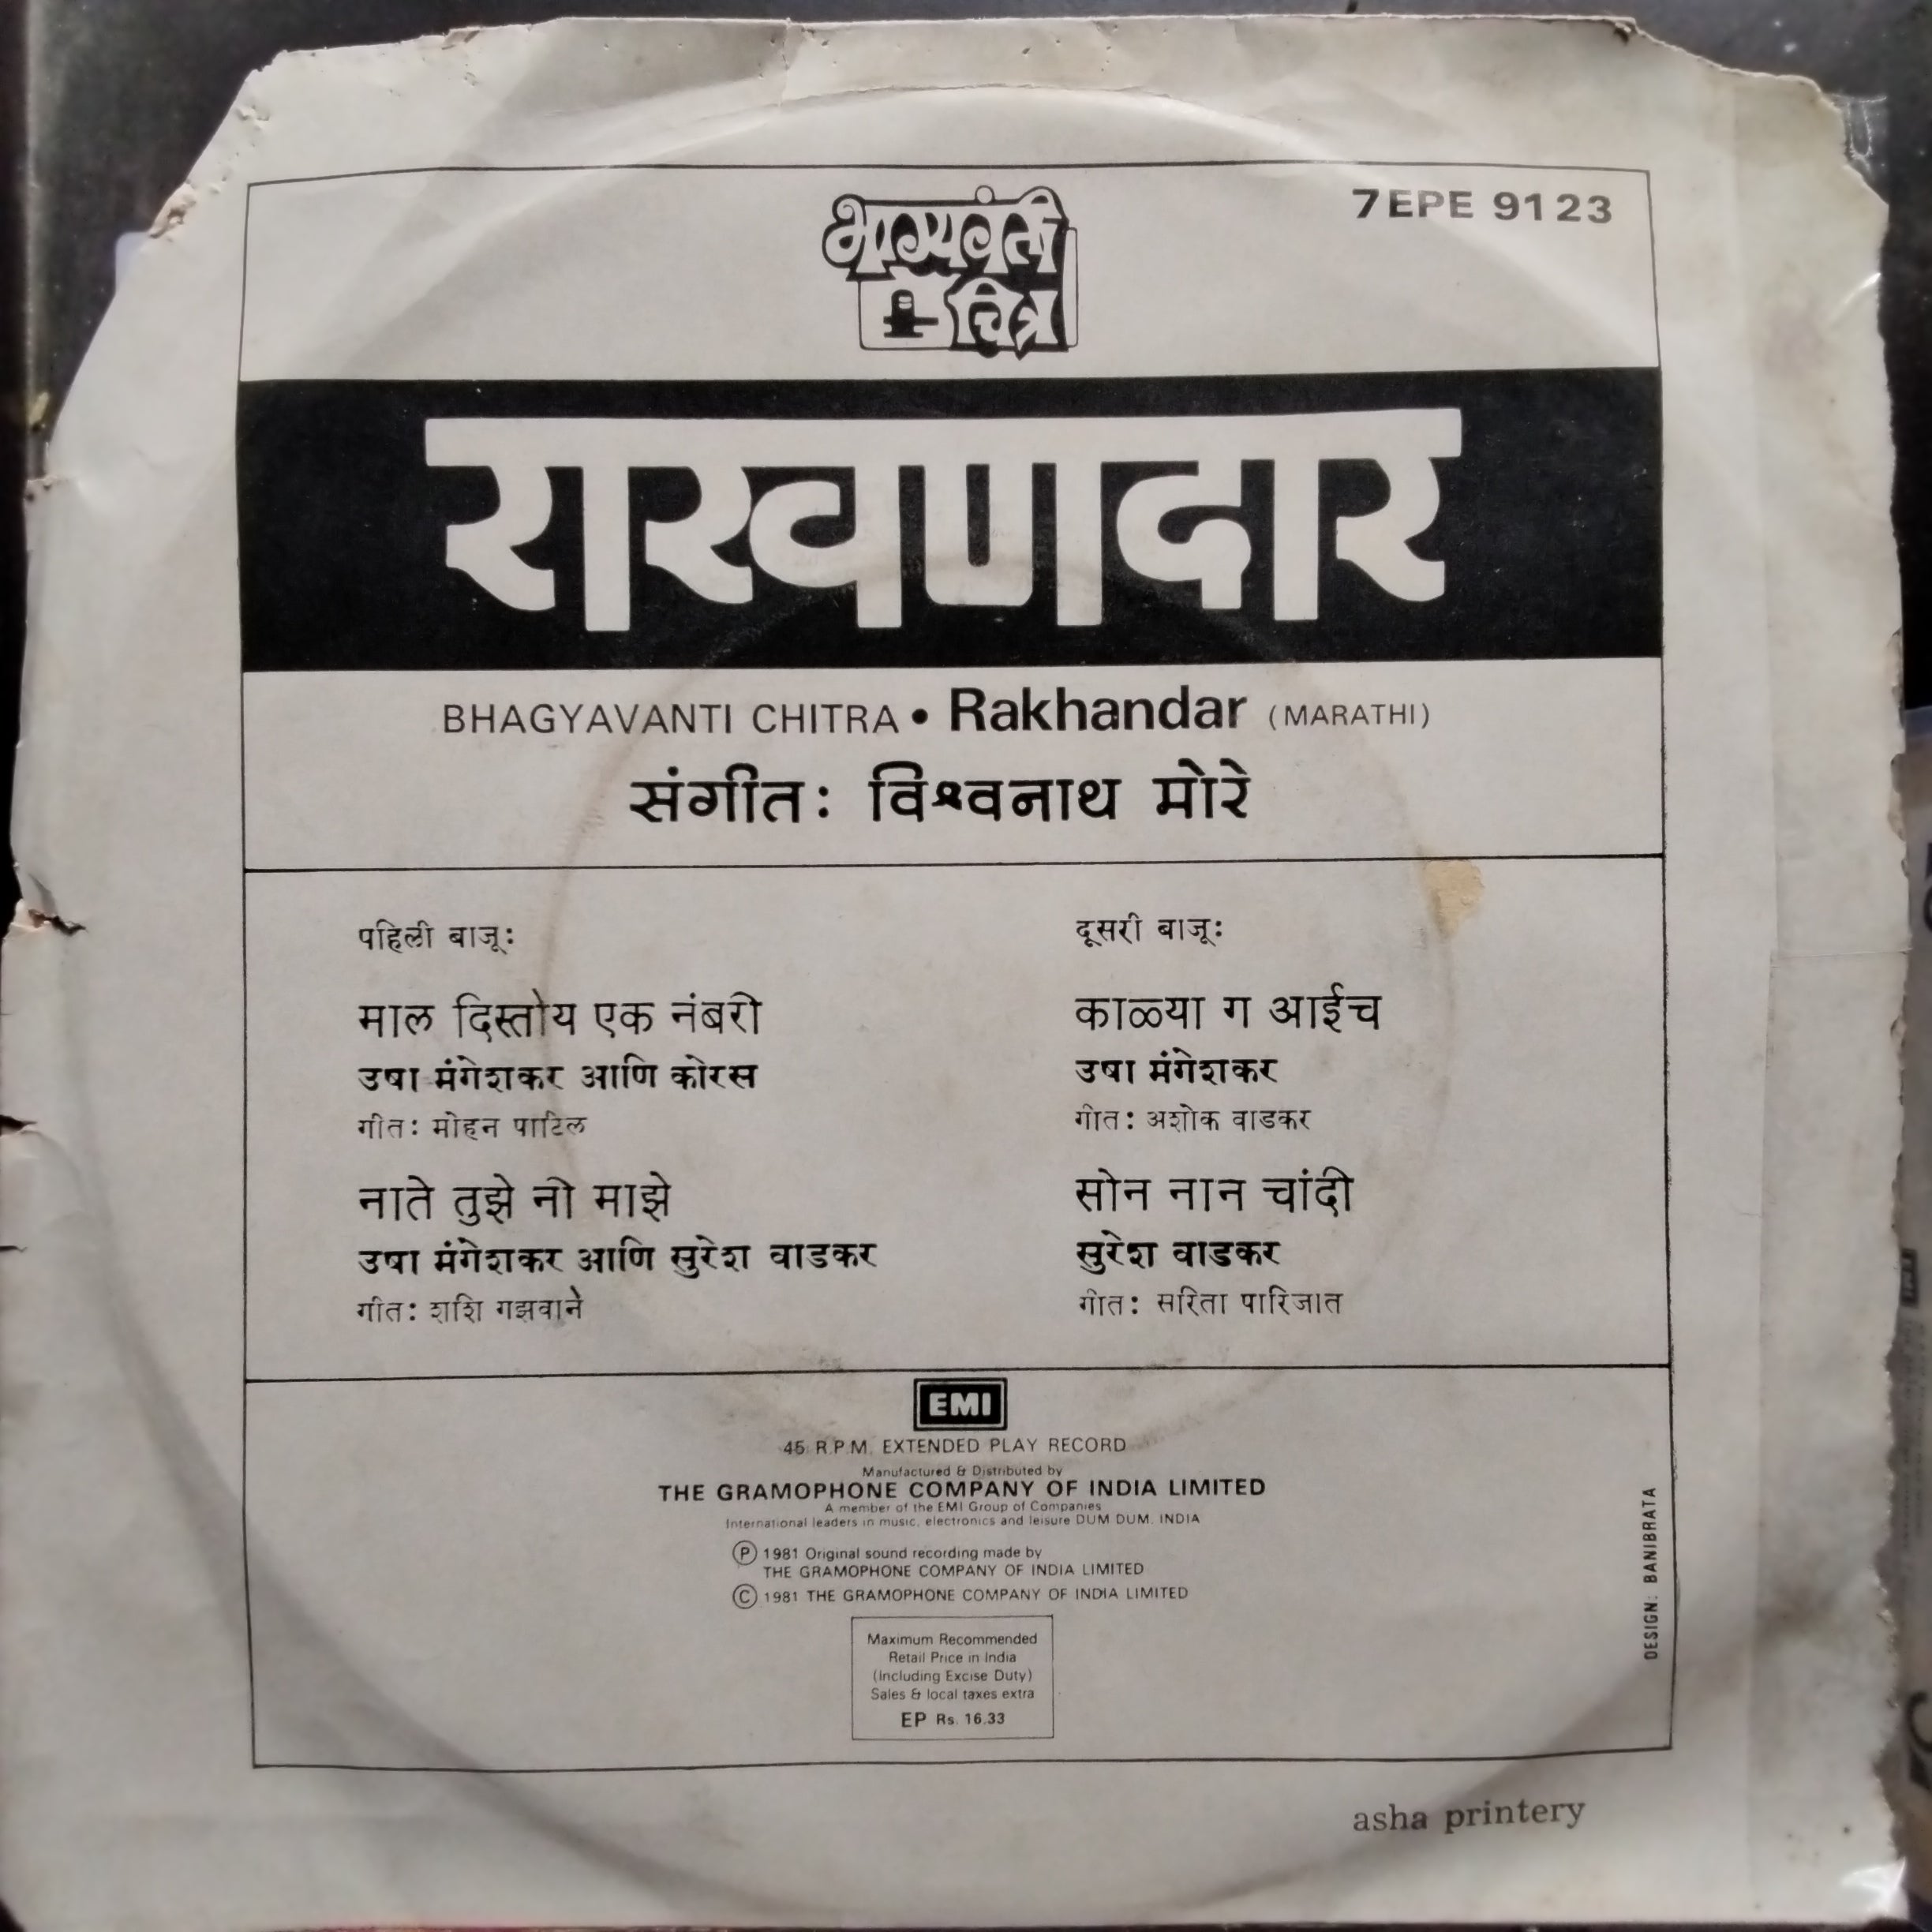 7EPE 9123
भाग्यवंती
चित्र
राखणदार
BHAGYAVANTI CHITRA • Rakhandar (MARATHI)
संगीत: विश्वनाथ मोरे
पहिली बाजू:
माल दिस्तोय एक नंबरी
उषा मंगेशकर आणि कोरस
गीत: मोहन पाटिल
नाते तुझे नी माझे
उषा मंगेशकर आणि सुरेश वाडकर
गीत: शशि गझवाने
दूसरी बाजू:
काळ्या ग आईच
उषा मंगेशकर
गीत: अशोक वाडकर
सोन नान चांदी
सुरेश वाडकर
गीत: सरिता पारिजात
EMI
45 R.P.M. EXTENDED PLAY RECORD
Manufactured & Distributed by
THE GRAMOPHONE COMPANY OF INDIA LIMITED
A member of the EMI Group of Companies
International leaders in music, electronics and leisure DUM DUM. INDIA
Ⓟ 1981 Original sound recording made by
THE GRAMOPHONE COMPANY OF INDIA LIMITED
Ⓒ 1981 THE GRAMOPHONE COMPANY OF INDIA LIMITED
Maximum Recommended
Retail Price in India
(Including Excise Duty)
Sales & local taxes extra
EP Rs. 16.33
DESIGN: BANIBRATA
asha printery